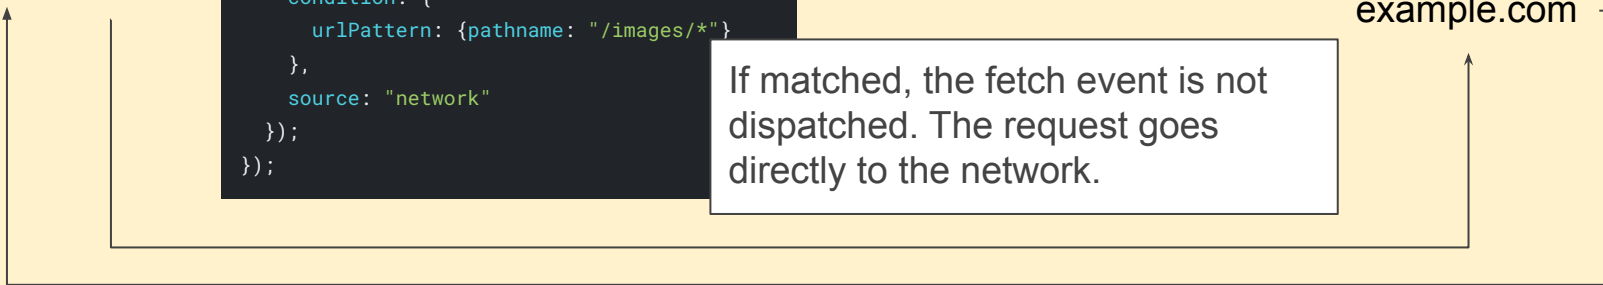 condition: {
urlPattern: {pathname: "/images/*"}
},
source: "network"
});
});
example.com
If matched, the fetch event is not
dispatched. The request goes
directly to the network.